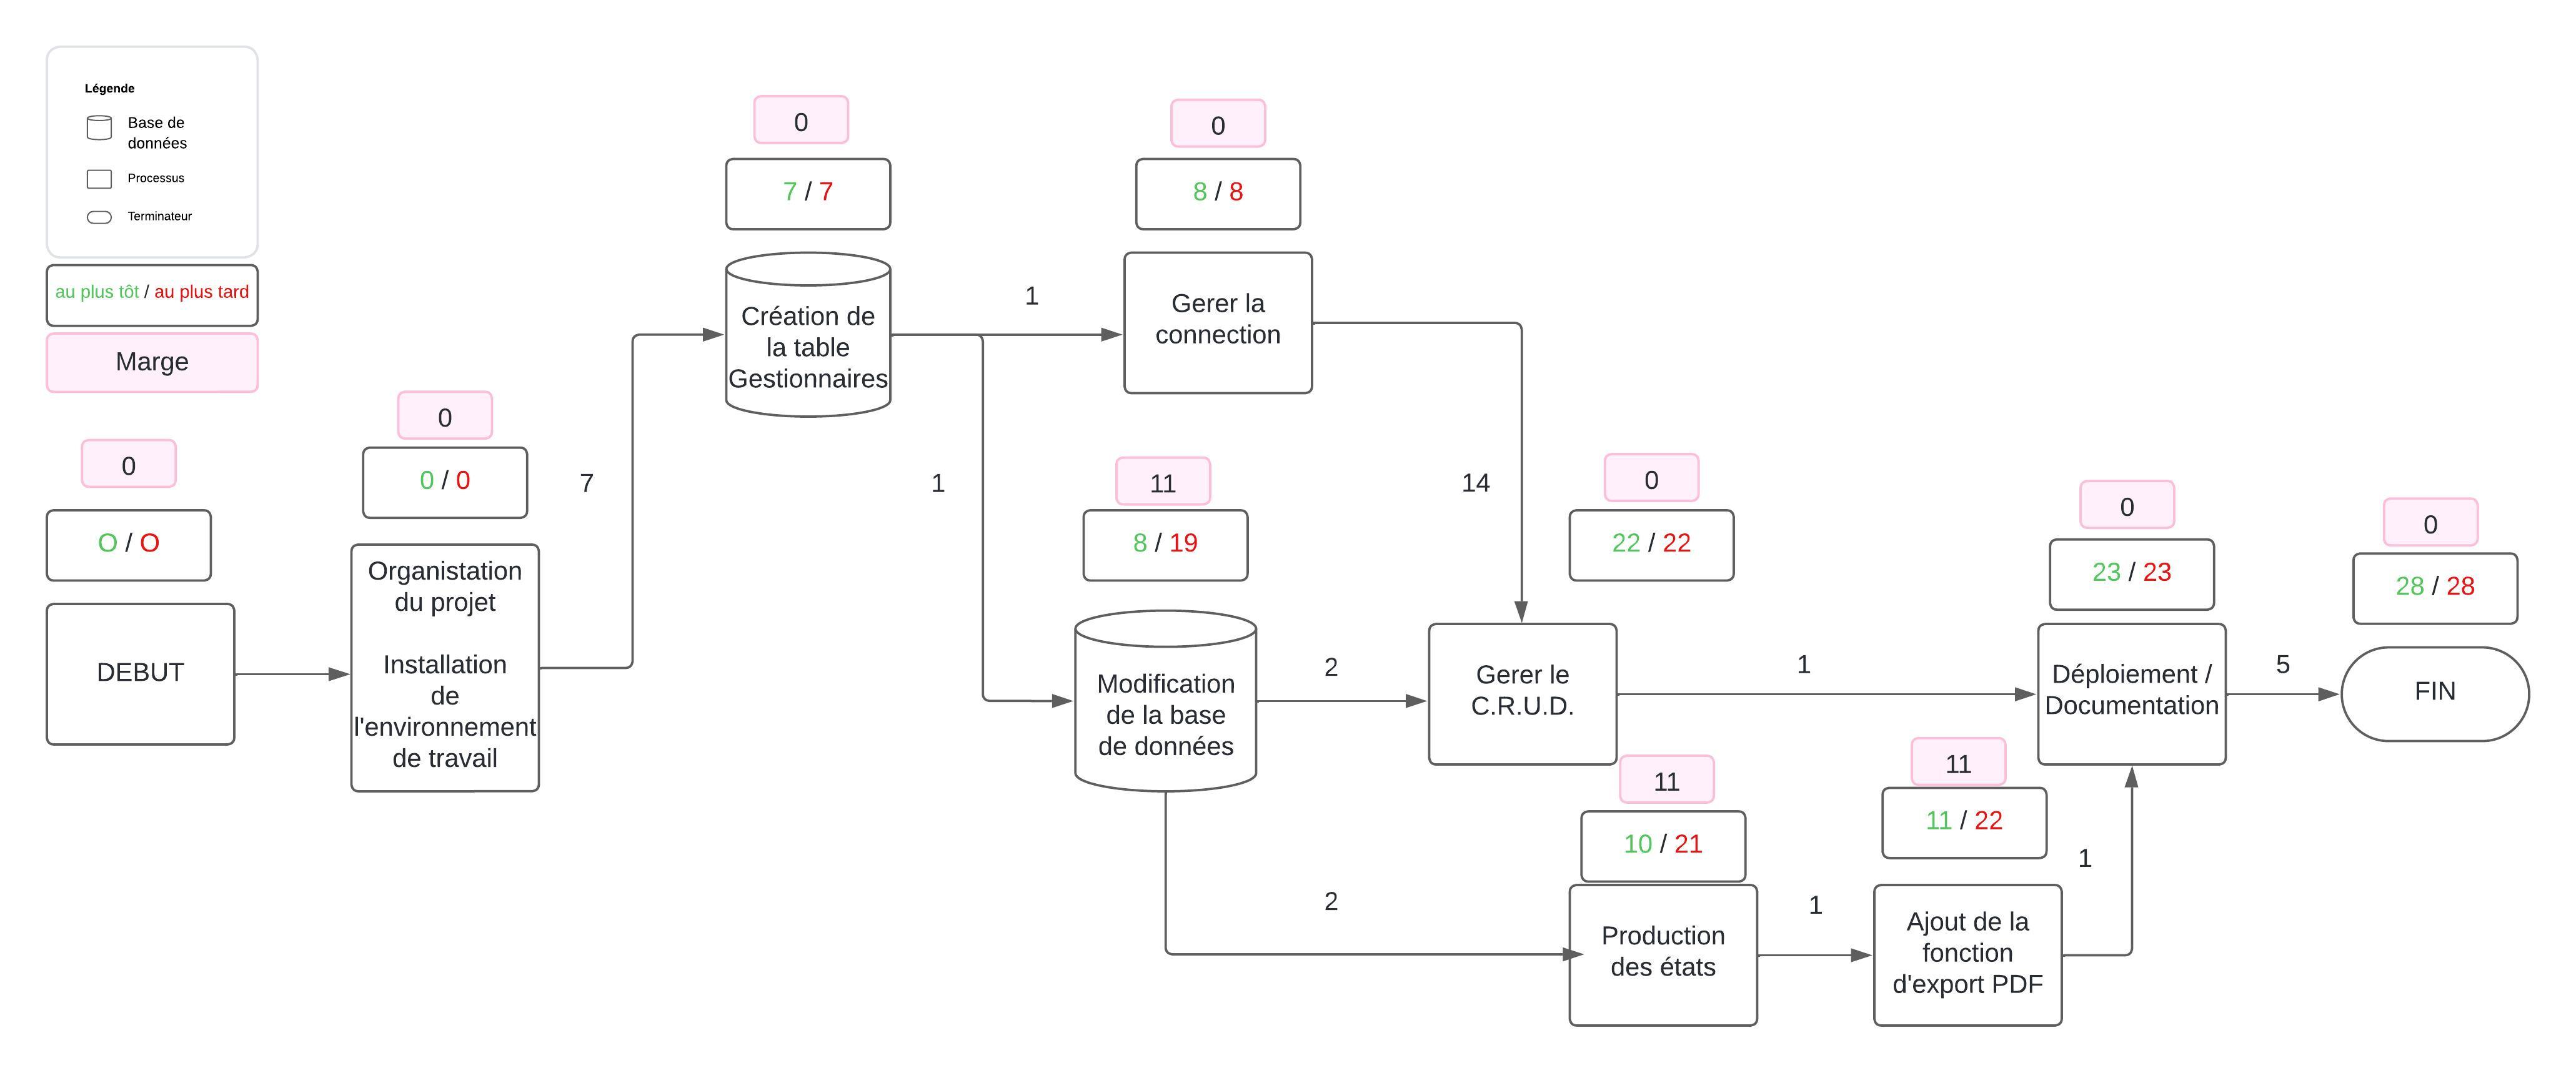 Légende
Base de
données
Processus
Terminateur
au plus tôt / au plus tard
Marge
0
O / O
DEBUT
0
0 / 0
Organistation
du projet
Installation
de
l'environnement
de travail
7
0
7 / 7
Création de
la table
Gestionnaires
1
1
0
8 / 8
Gerer la
connection
14
11
8 / 19
Modification
de la base
de données
2
2
0
22 / 22
Gerer le
C.R.U.D.
1
11
10 / 21
Production
des états
1
11
11 / 22
Ajout de la
fonction
d'export PDF
1
0
23 / 23
Déploiement /
Documentation
5
0
28 / 28
FIN